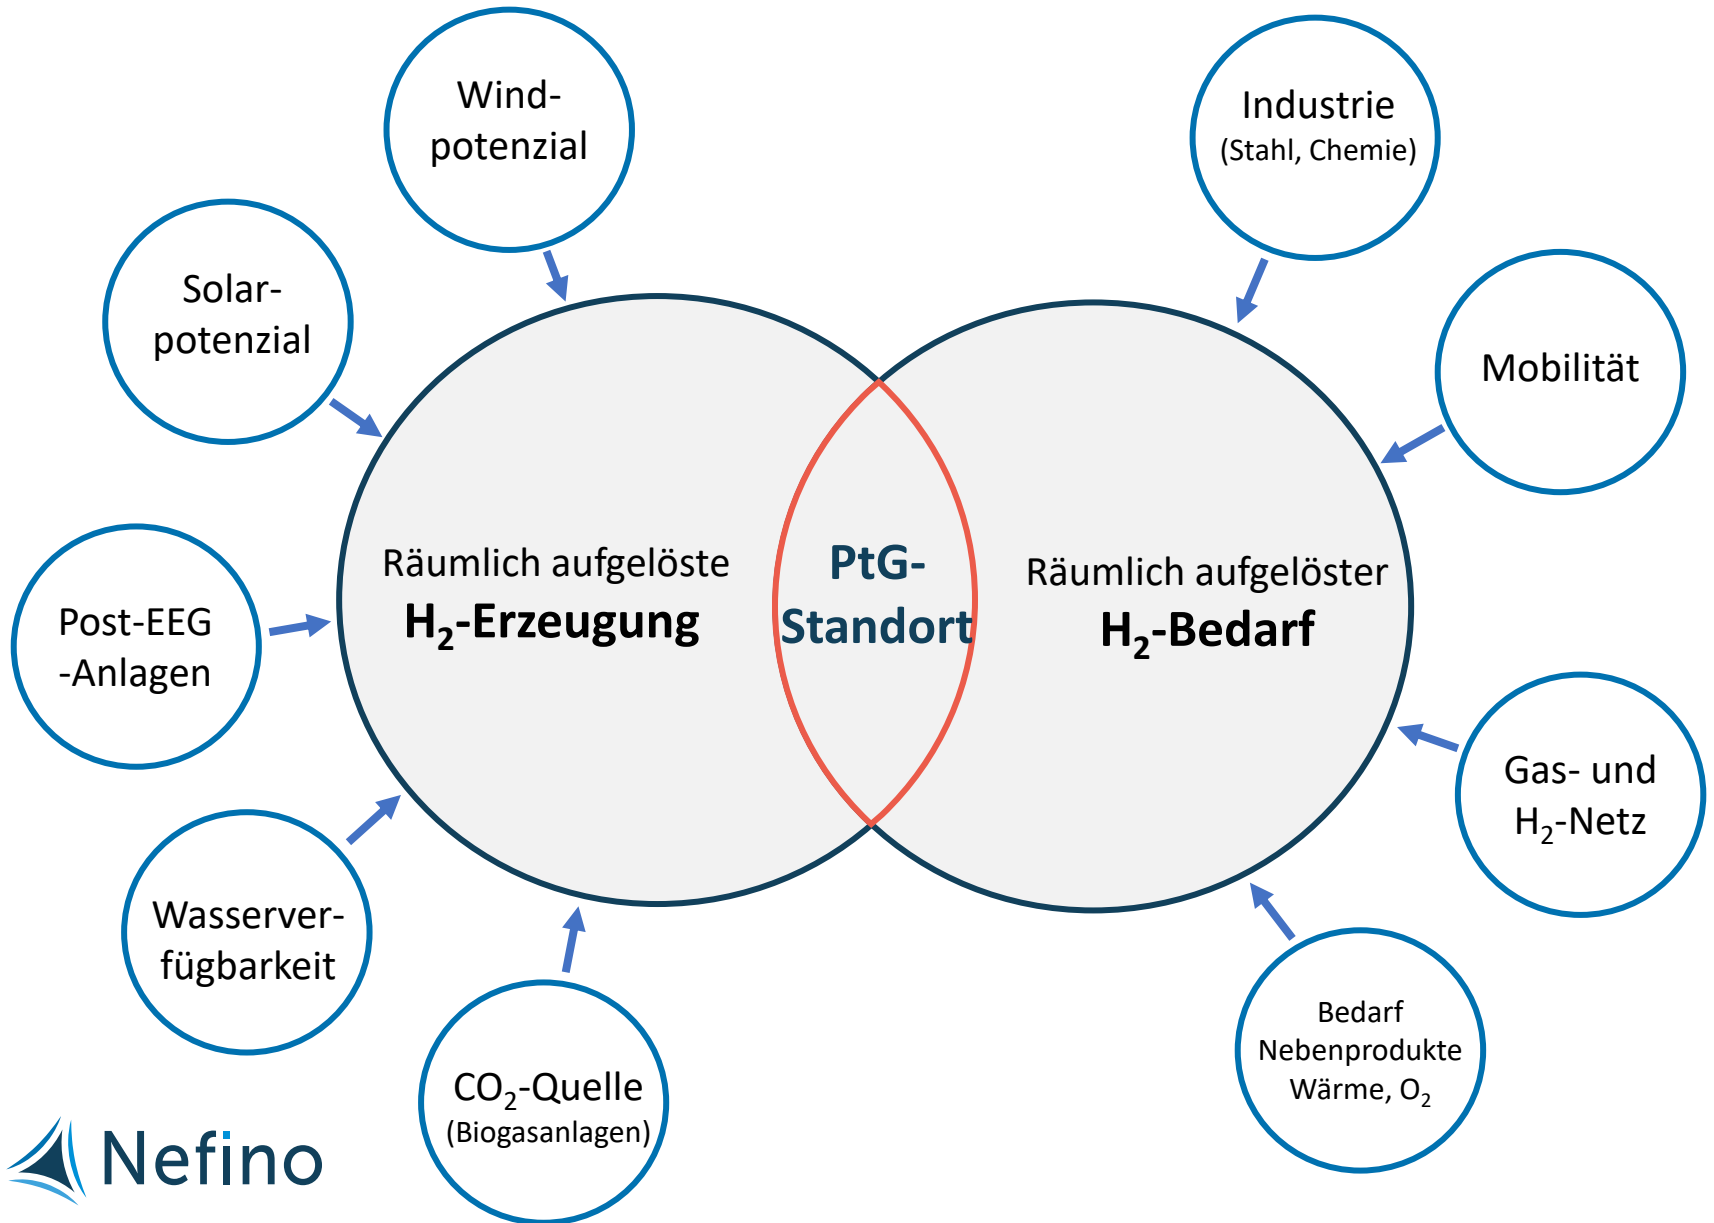 Wind-
potenzial
Industrie
(Stahl, Chemie)
Solar-
potenzial
Mobilität
Räumlich aufgelöste
H₂-Erzeugung
PtG-
Standort
Räumlich aufgelöster
H₂-Bedarf
Post-EEG
-Anlagen
Gas- und
H₂-Netz
Wasserver-
fügbarkeit
Bedarf
Nebenprodukte
Wärme, O₂
CO₂-Quelle
(Biogasanlagen)
Nefino